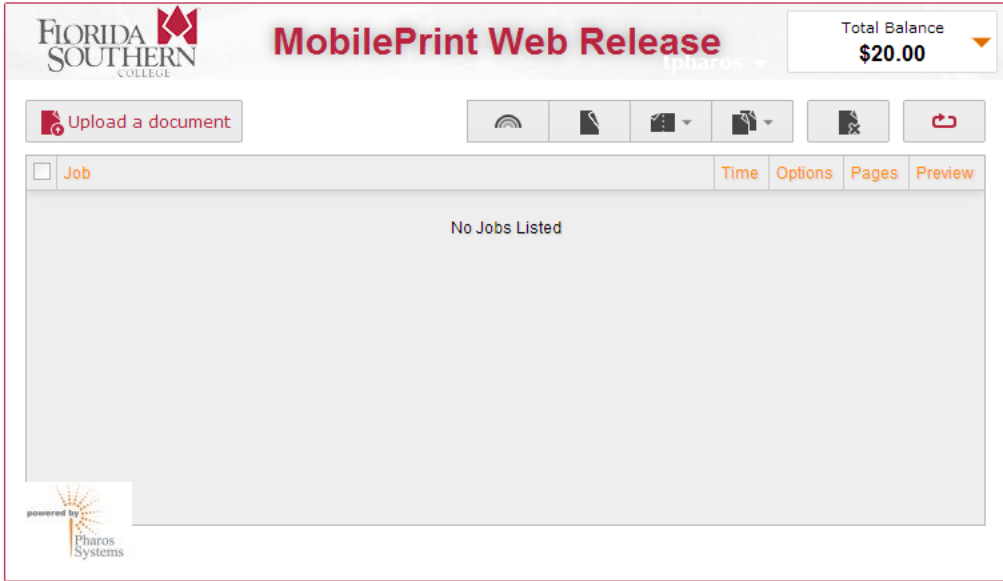 FLORIDA
SOUTHERN
COLLEGE
MobilePrint Web Release
tpharos
Total Balance
$20.00
Upload a document
Job Time Options Pages Preview
No Jobs Listed
powered by
Pharos
Systems